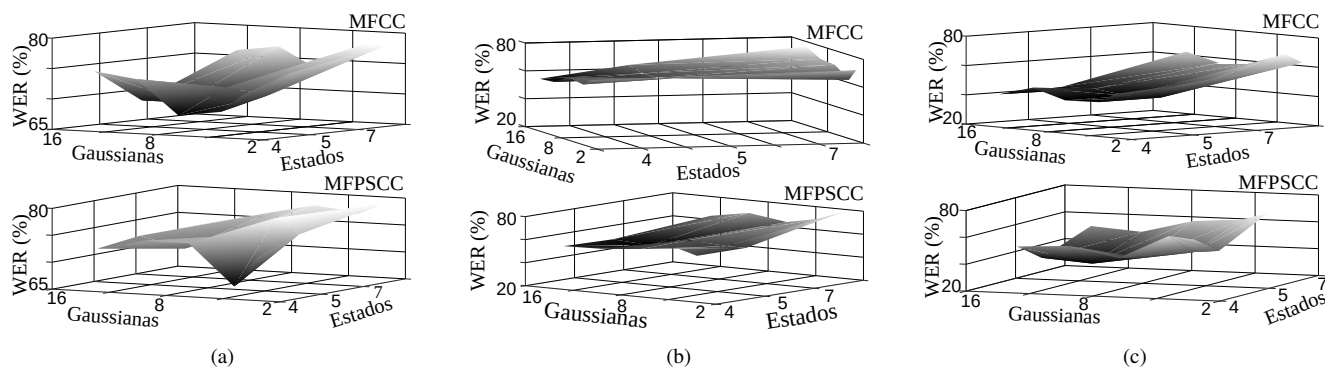 MFCC
80
WER (%)
65
16
8
2
4
5
7
Gaussianas
Estados
MFPSCC
80
WER (%)
65
16
8
2
4
5
7
Gaussianas
Estados
(a)
MFCC
80
WER (%)
20
16
8
2
4
5
7
Gaussianas
Estados
MFPSCC
80
WER (%)
20
16
8
2
4
5
7
Gaussianas
Estados
(b)
MFCC
80
WER (%)
20
16
8
2
4
5
7
Gaussianas
Estados
MFPSCC
80
WER (%)
20
16
8
2
4
5
7
Gaussianas
Estados
(c)